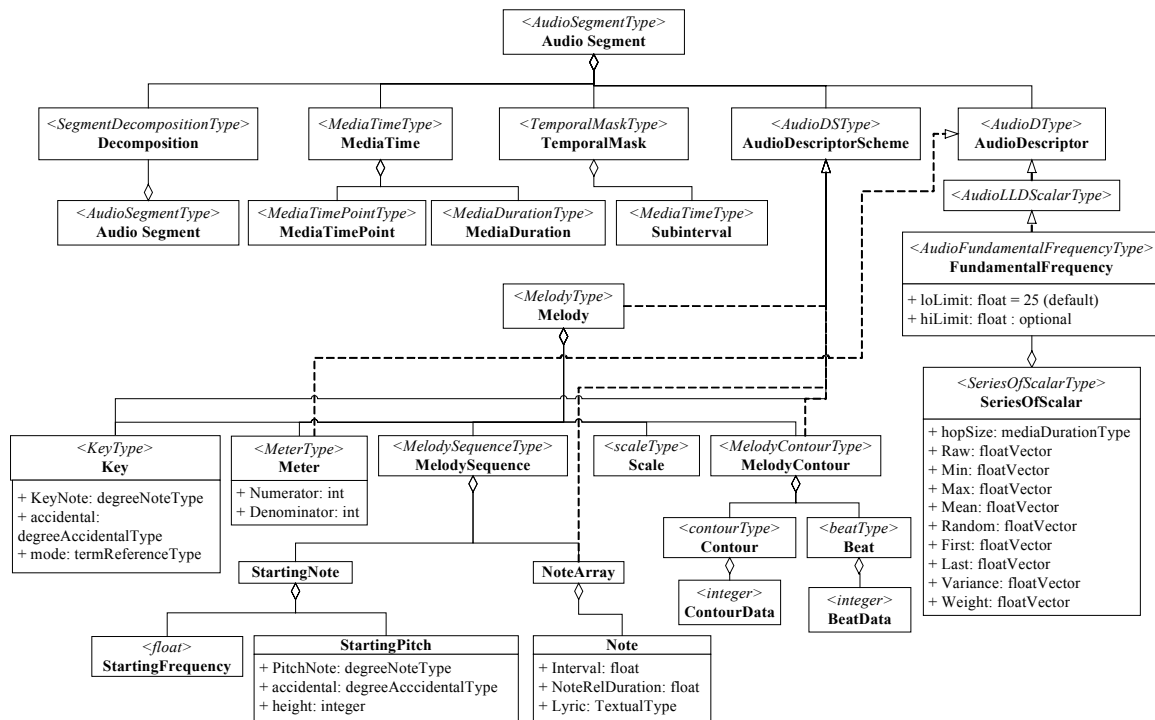 <AudioSegmentType>
Audio Segment
<SegmentDecompositionType>
Decomposition
<MediaTimeType>
MediaTime
<TemporalMaskType>
TemporalMask
<AudioDSType>
AudioDescriptorScheme
<AudioDType>
AudioDescriptor
<AudioSegmentType>
Audio Segment
<MediaTimePointType>
MediaTimePoint
<MediaDurationType>
MediaDuration
<MediaTimeType>
Subinterval
<AudioLLDScalarType>
<AudioFundamentalFrequencyType>
FundamentalFrequency
+ loLimit: float = 25 (default)
+ hiLimit: float : optional
<MelodyType>
Melody
<SeriesOfScalarType>
SeriesOfScalar
+ hopSize: mediaDurationType
+ Raw: floatVector
+ Min: floatVector
+ Max: floatVector
+ Mean: floatVector
+ Random: floatVector
+ First: floatVector
+ Last: floatVector
+ Variance: floatVector
+ Weight: floatVector
<KeyType>
Key
+ KeyNote: degreeNoteType
+ accidental:
degreeAccidentalType
+ mode: termReferenceType
<MeterType>
Meter
+ Numerator: int
+ Denominator: int
<MelodySequenceType>
MelodySequence
<scaleType>
Scale
<MelodyContourType>
MelodyContour
<contourType>
Contour
<beatType>
Beat
StartingNote
NoteArray
<integer>
ContourData
<integer>
BeatData
<float>
StartingFrequency
StartingPitch
+ PitchNote: degreeNoteType
+ accidental: degreeAcccidentalType
+ height: integer
Note
+ Interval: float
+ NoteRelDuration: float
+ Lyric: TextualType